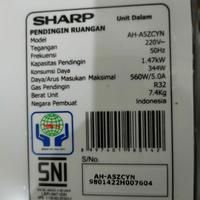 SHARP
Unit Dalam
PENDINGIN RUANGAN
Model AH-A5ZCYN
Tegangan 220V~
Frekuensi 50Hz
Kapasitas Pendingin 1.47kW
Konsumsi Daya 344W
Daya/Arus Masukan Maksimal 560W/5.0A
Gas Pendingin R32
Berat Unit 7.4Kg
Negara Pembuat Indonesia
SNI
S/No.
AH-A5ZCYN
9801422H007604